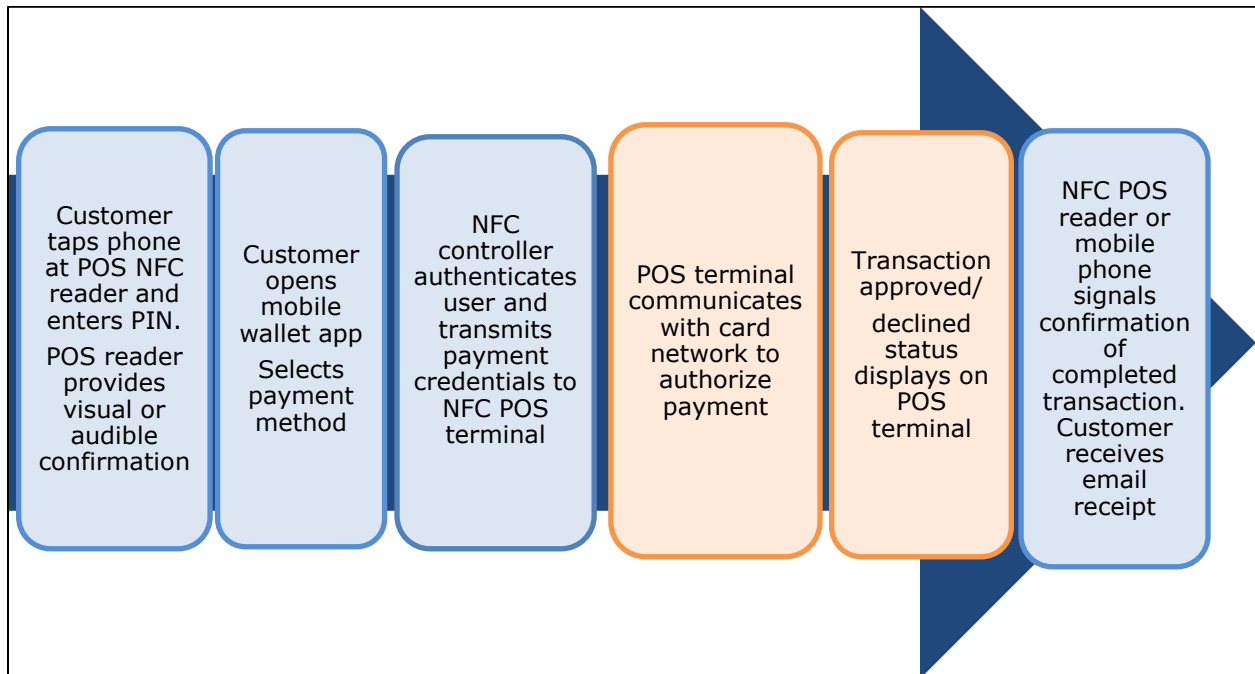 Customer
taps phone
at POS NFC
reader and
enters PIN.
POS reader
provides
visual or
audible
confirmation
Customer
opens
mobile
wallet app
Selects
payment
method
NFC
controller
authenticates
user and
transmits
payment
credentials to
NFC POS
terminal
POS terminal
communicates
with card
network to
authorize
payment
Transaction
approved/
declined
status
displays on
POS
terminal
NFC POS
reader or
mobile
phone
signals
confirmation
of
completed
transaction.
Customer
receives
email
receipt